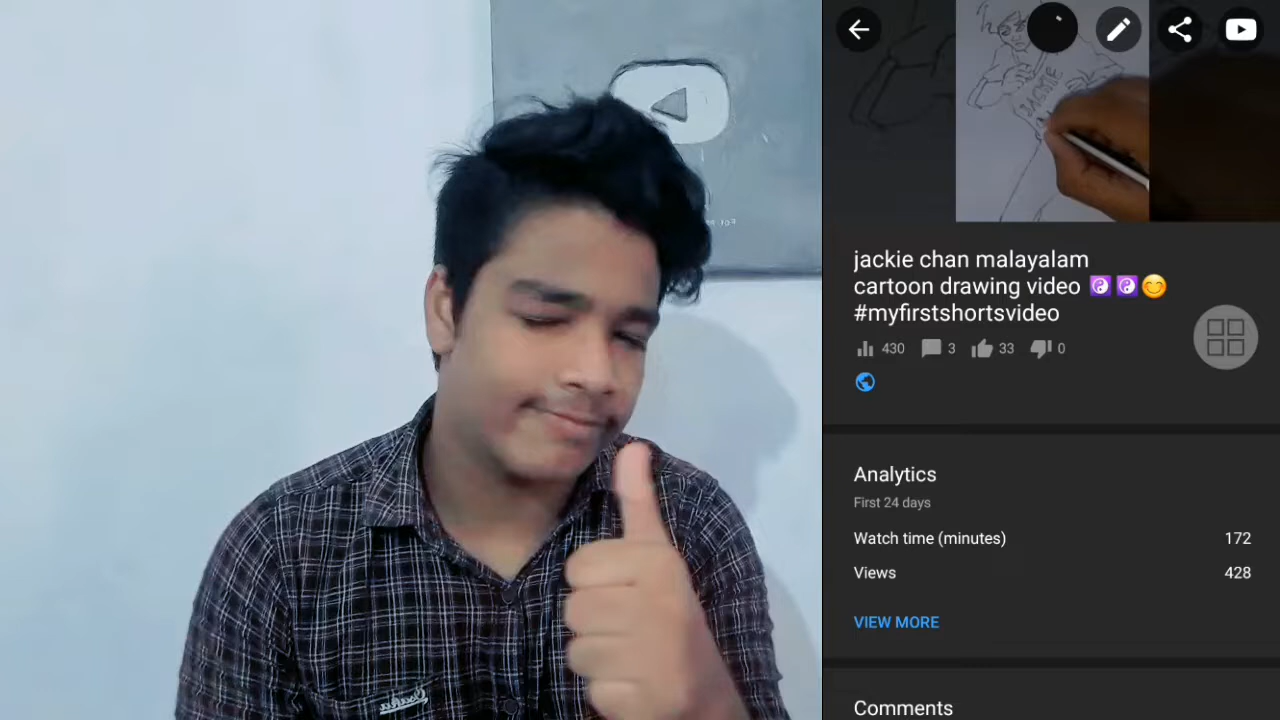 JACKIE
jackie chan malayalam
cartoon drawing video ☯️☯️😊
#myfirstshortsvideo
430 3 33 0
Analytics
First 24 days
Watch time (minutes) 172
Views 428
VIEW MORE
Comments